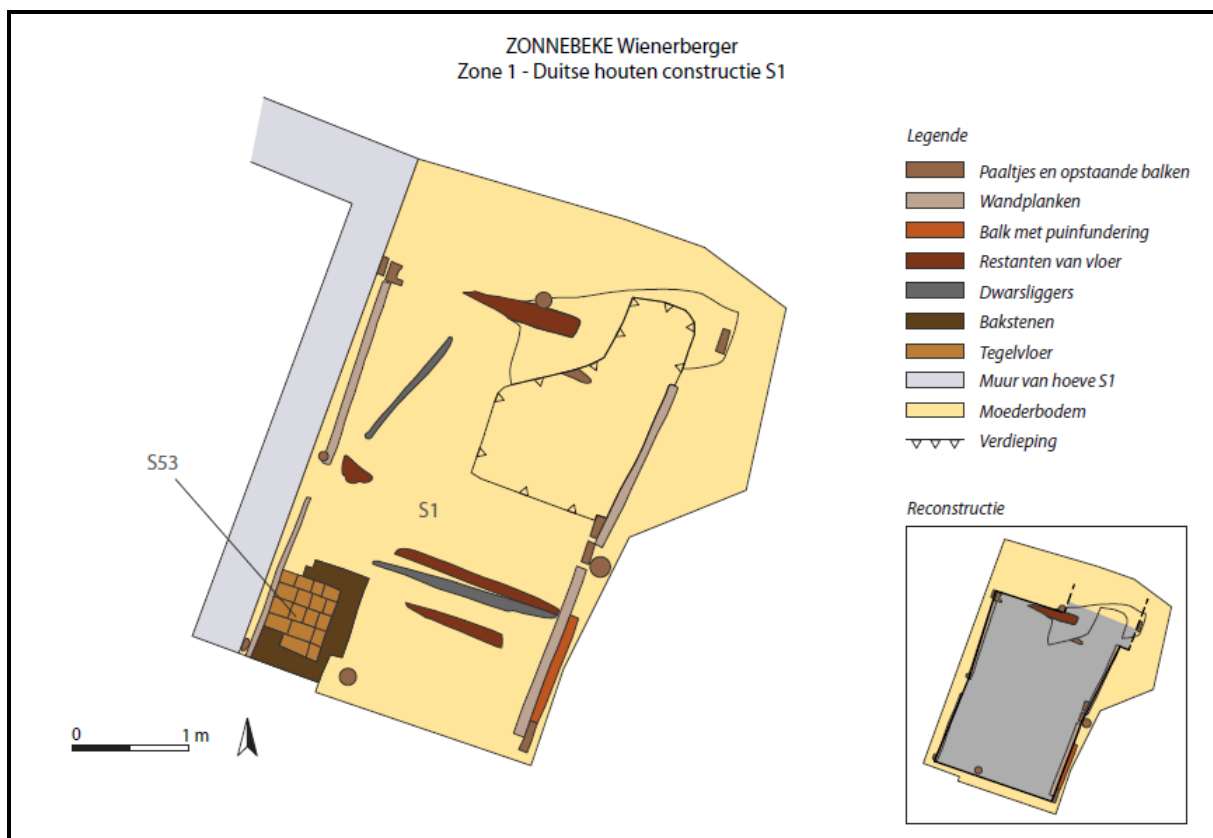 ZONNEBEKE Wienerberger
Zone 1 - Duitse houten constructie S1
Legende
Paaltjes en opstaande balken
Wandplanken
Balk met puinfundering
Restanten van vloer
Dwarsliggers
Bakstenen
Tegelvloer
Muur van hoeve S1
Moederbodem
Verdieping
S53
S1
Reconstructie
0 1 m